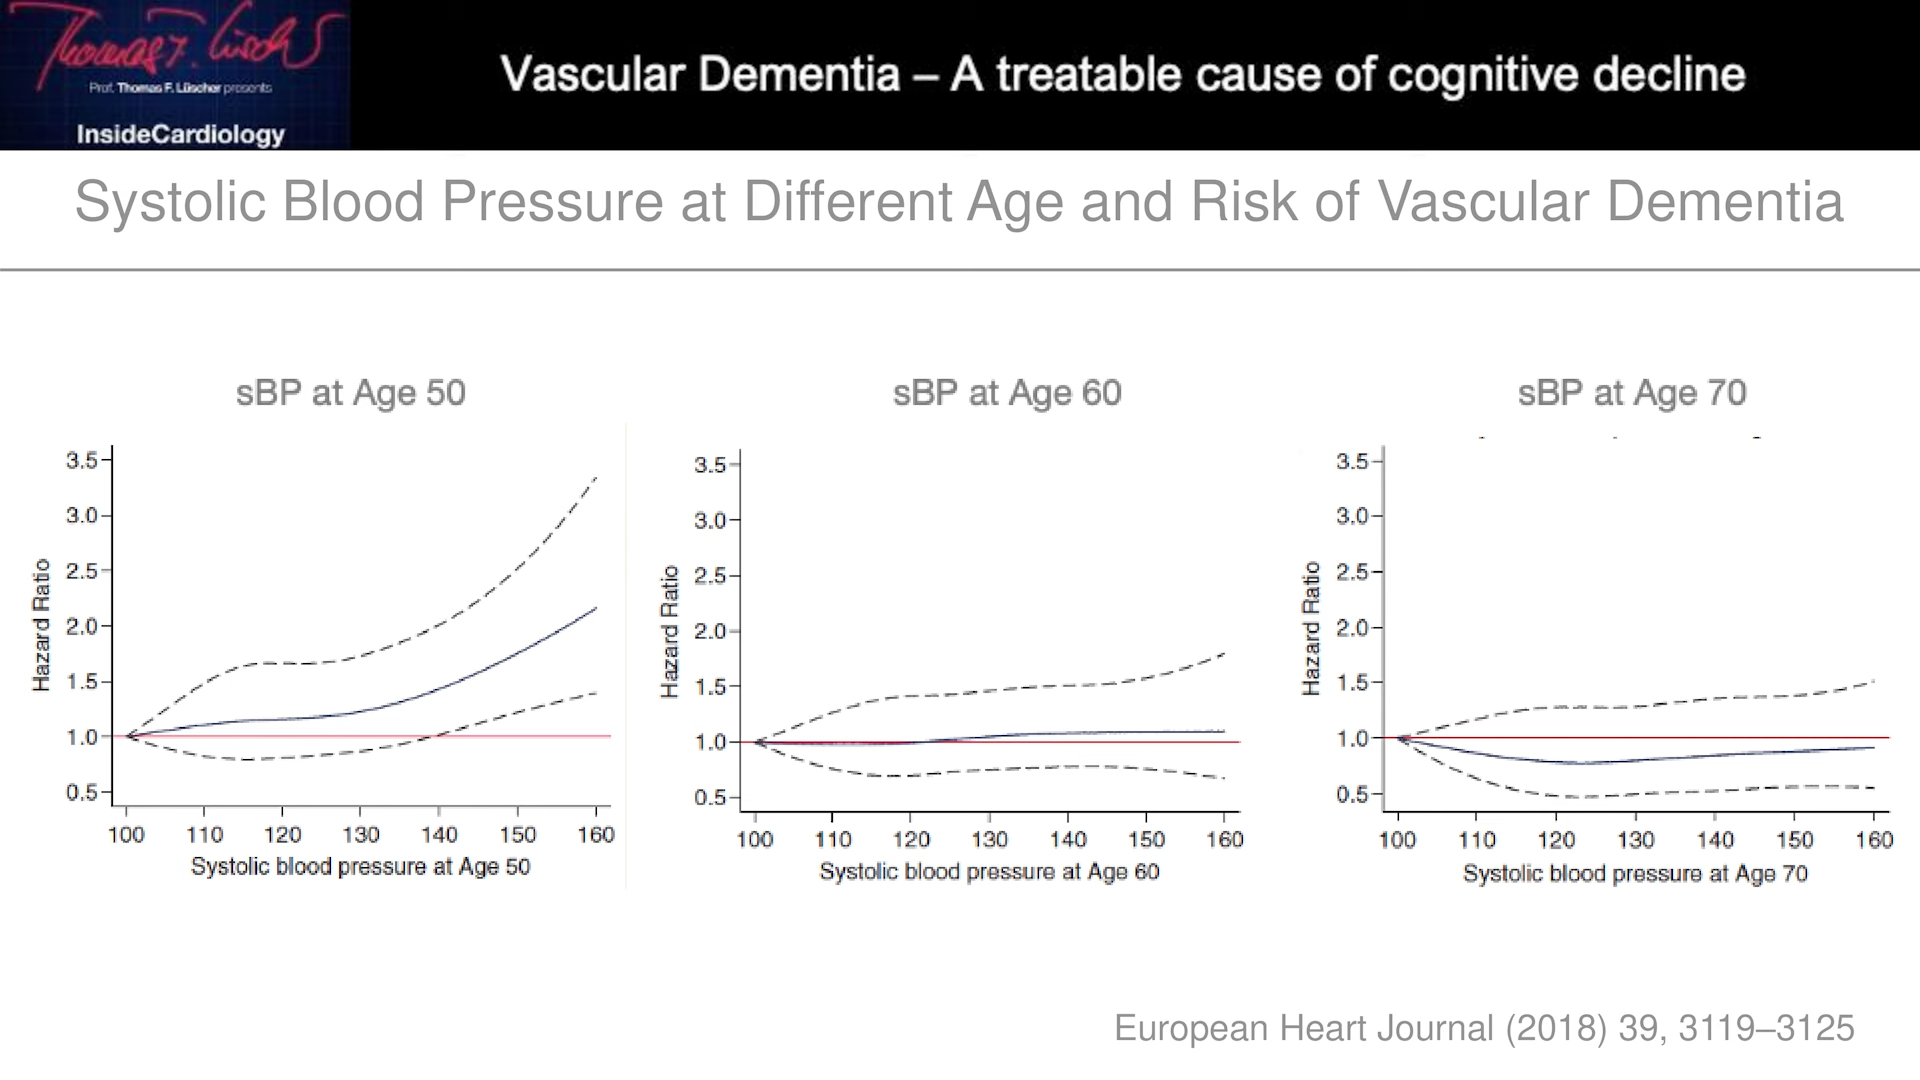 Thomas F. Lüscher
Prof. Thomas F. Lüscher presents
InsideCardiology
Vascular Dementia – A treatable cause of cognitive decline
Systolic Blood Pressure at Different Age and Risk of Vascular Dementia
sBP at Age 50
3.5
3.0
2.5
2.0
1.5
1.0
0.5
Hazard Ratio
100 110 120 130 140 150 160
Systolic blood pressure at Age 50
sBP at Age 60
3.5
3.0
2.5
2.0
1.5
1.0
0.5
Hazard Ratio
100 110 120 130 140 150 160
Systolic blood pressure at Age 60
sBP at Age 70
3.5
3.0
2.5
2.0
1.5
1.0
0.5
Hazard Ratio
100 110 120 130 140 150 160
Systolic blood pressure at Age 70
European Heart Journal (2018) 39, 3119–3125